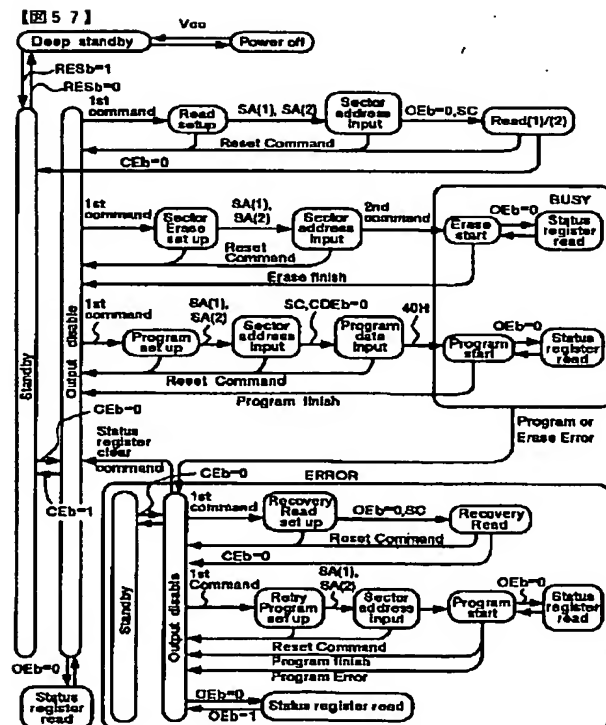 【図57】
Vcc
Deep standby
Power off
RESb=1
RESb=0
1st command
Read setup
SA(1), SA(2)
Sector address input
OEb=0,SC
Read(1)/(2)
Reset Command
CEb=0
BUSY
1st command
Sector Erase set up
SA(1), SA(2)
Sector address input
2nd command
Erase start
OEb=0
Status register read
Reset Command
Erase finish
1st command
Program set up
SA(1), SA(2)
Sector address input
SC,CDEb=0
Program data input
40H
Program start
OEb=0
Status register read
Reset Command
Program finish
Standby
Output disable
CEb=0
CEb=1
Status register clear command
Program or Erase Error
ERROR
CEb=0
Standby
Output disable
1st command
Recovery Read set up
OEb=0,SC
Recovery Read
Reset Command
CEb=0
1st Command
Retry Program set up
SA(1), SA(2)
Sector address input
Program start
OEb=0
Status register read
Reset Command
Program finish
Program Error
OEb=0
OEb=1
Status register read
OEb=0
Status register read